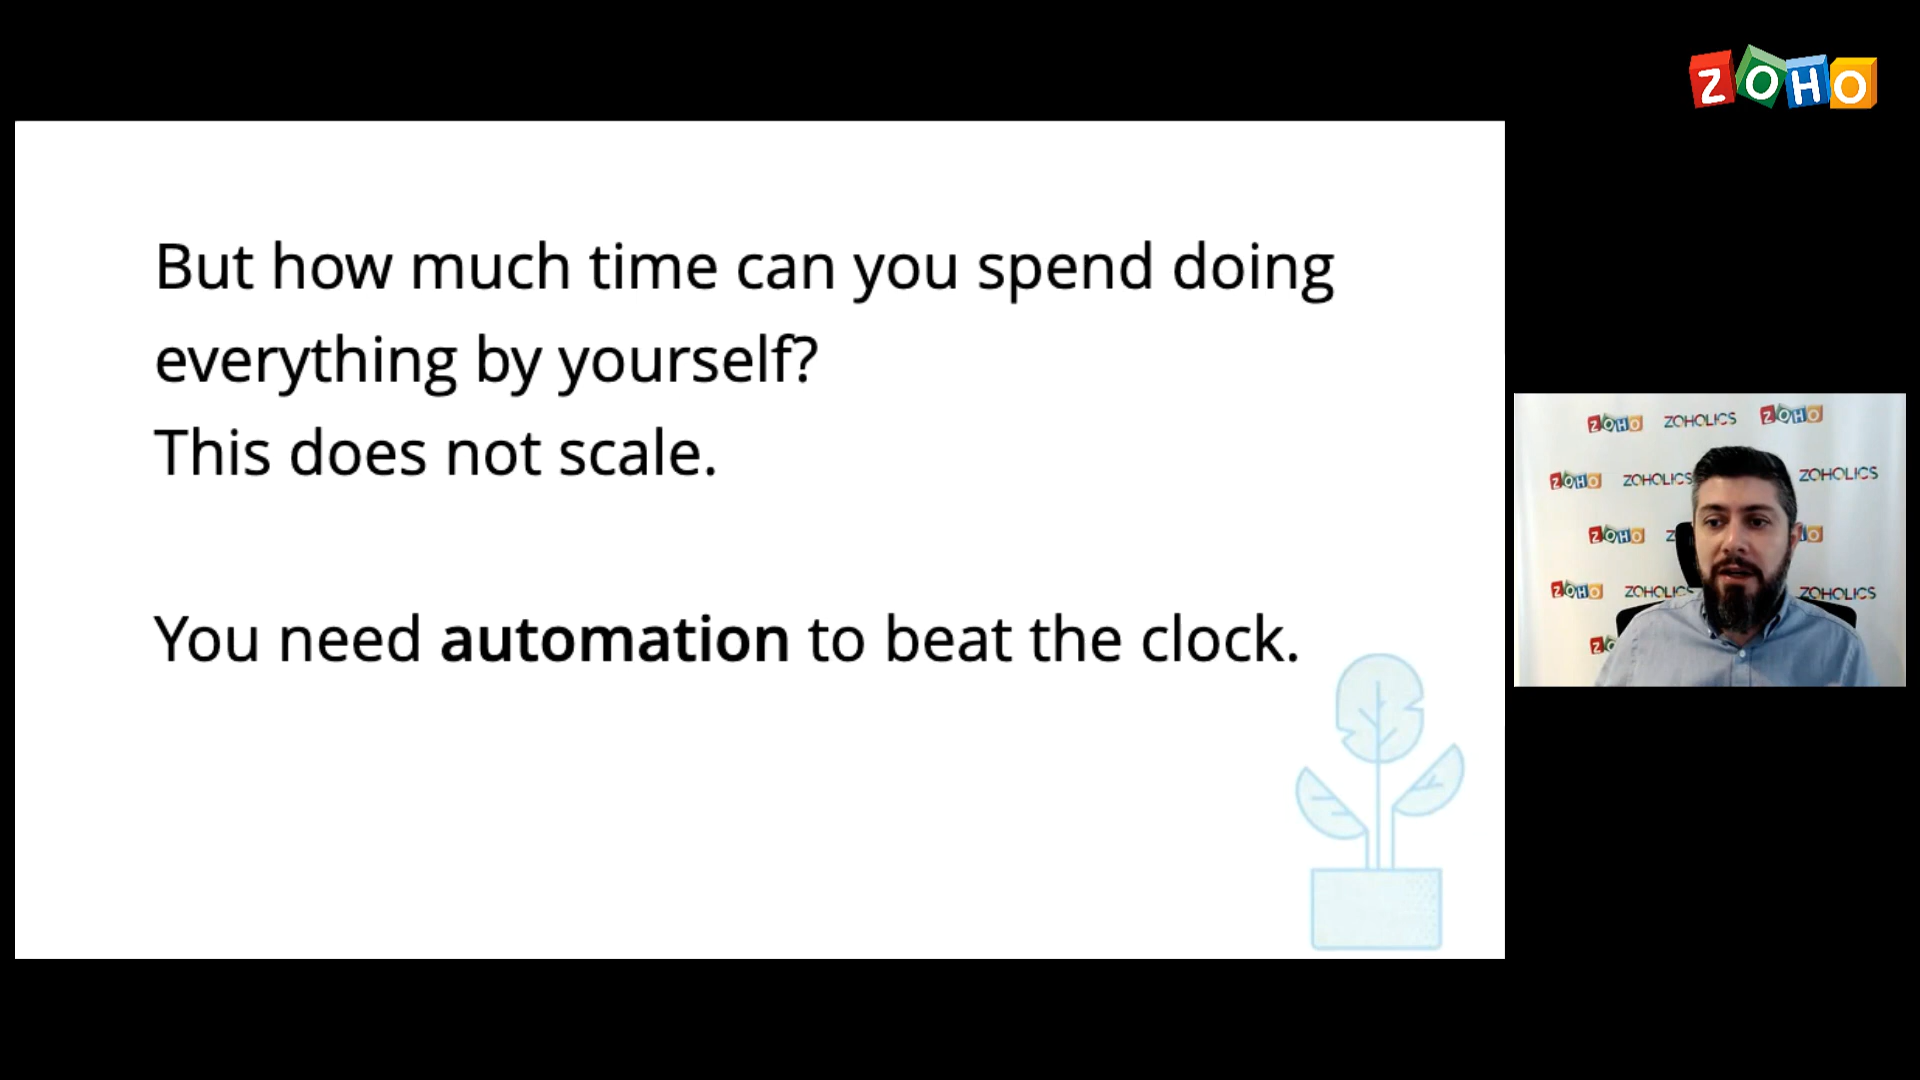 ZOHO
But how much time can you spend doing
everything by yourself?
This does not scale.
You need automation to beat the clock.
ZOHO ZOHOLICS ZOHO
ZOHO ZOHOLICS ZOHOLICS
ZOHO
ZOHO ZOHOLICS ZOHOLICS